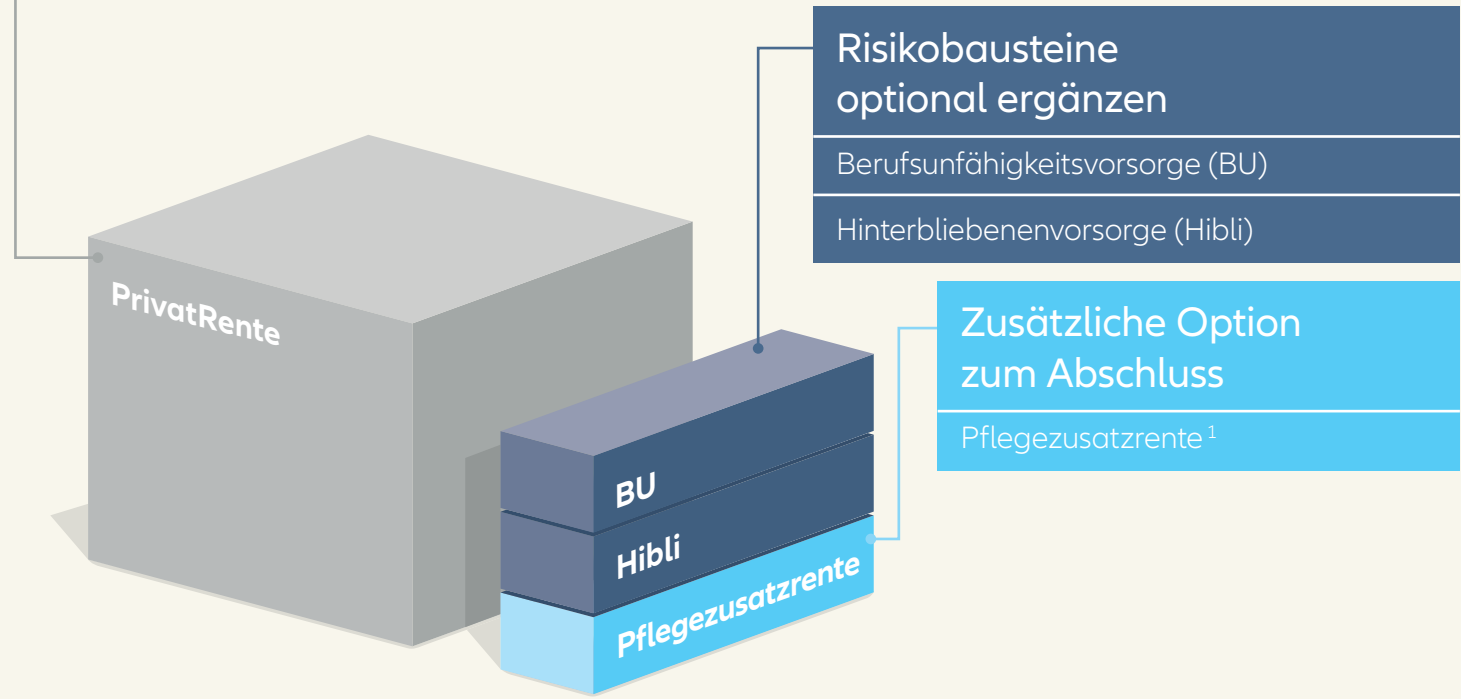 Risikobausteine
optional ergänzen
Berufsunfähigkeitsvorsorge (BU)
Hinterbliebenenvorsorge (Hibli)
PrivatRente
Zusätzliche Option
zum Abschluss
Pflegezusatzrente ¹
BU
Hibli
Pflegezusatzrente